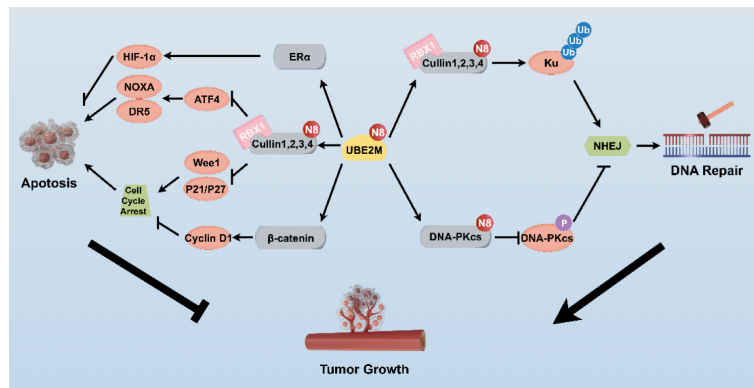 HIF-1α
ERα
NOXA
DR5
ATF4
RBX1
N8
Cullin1,2,3,4
Wee1
P21/P27
Apotosis
Cell
Cycle
Arrest
Cyclin D1
β-catenin
N8
UBE2M
RBX1
N8
Cullin1,2,3,4
Ub
Ub
Ub
Ku
NHEJ
DNA Repair
N8
DNA-PKcs
P
DNA-PKcs
Tumor Growth